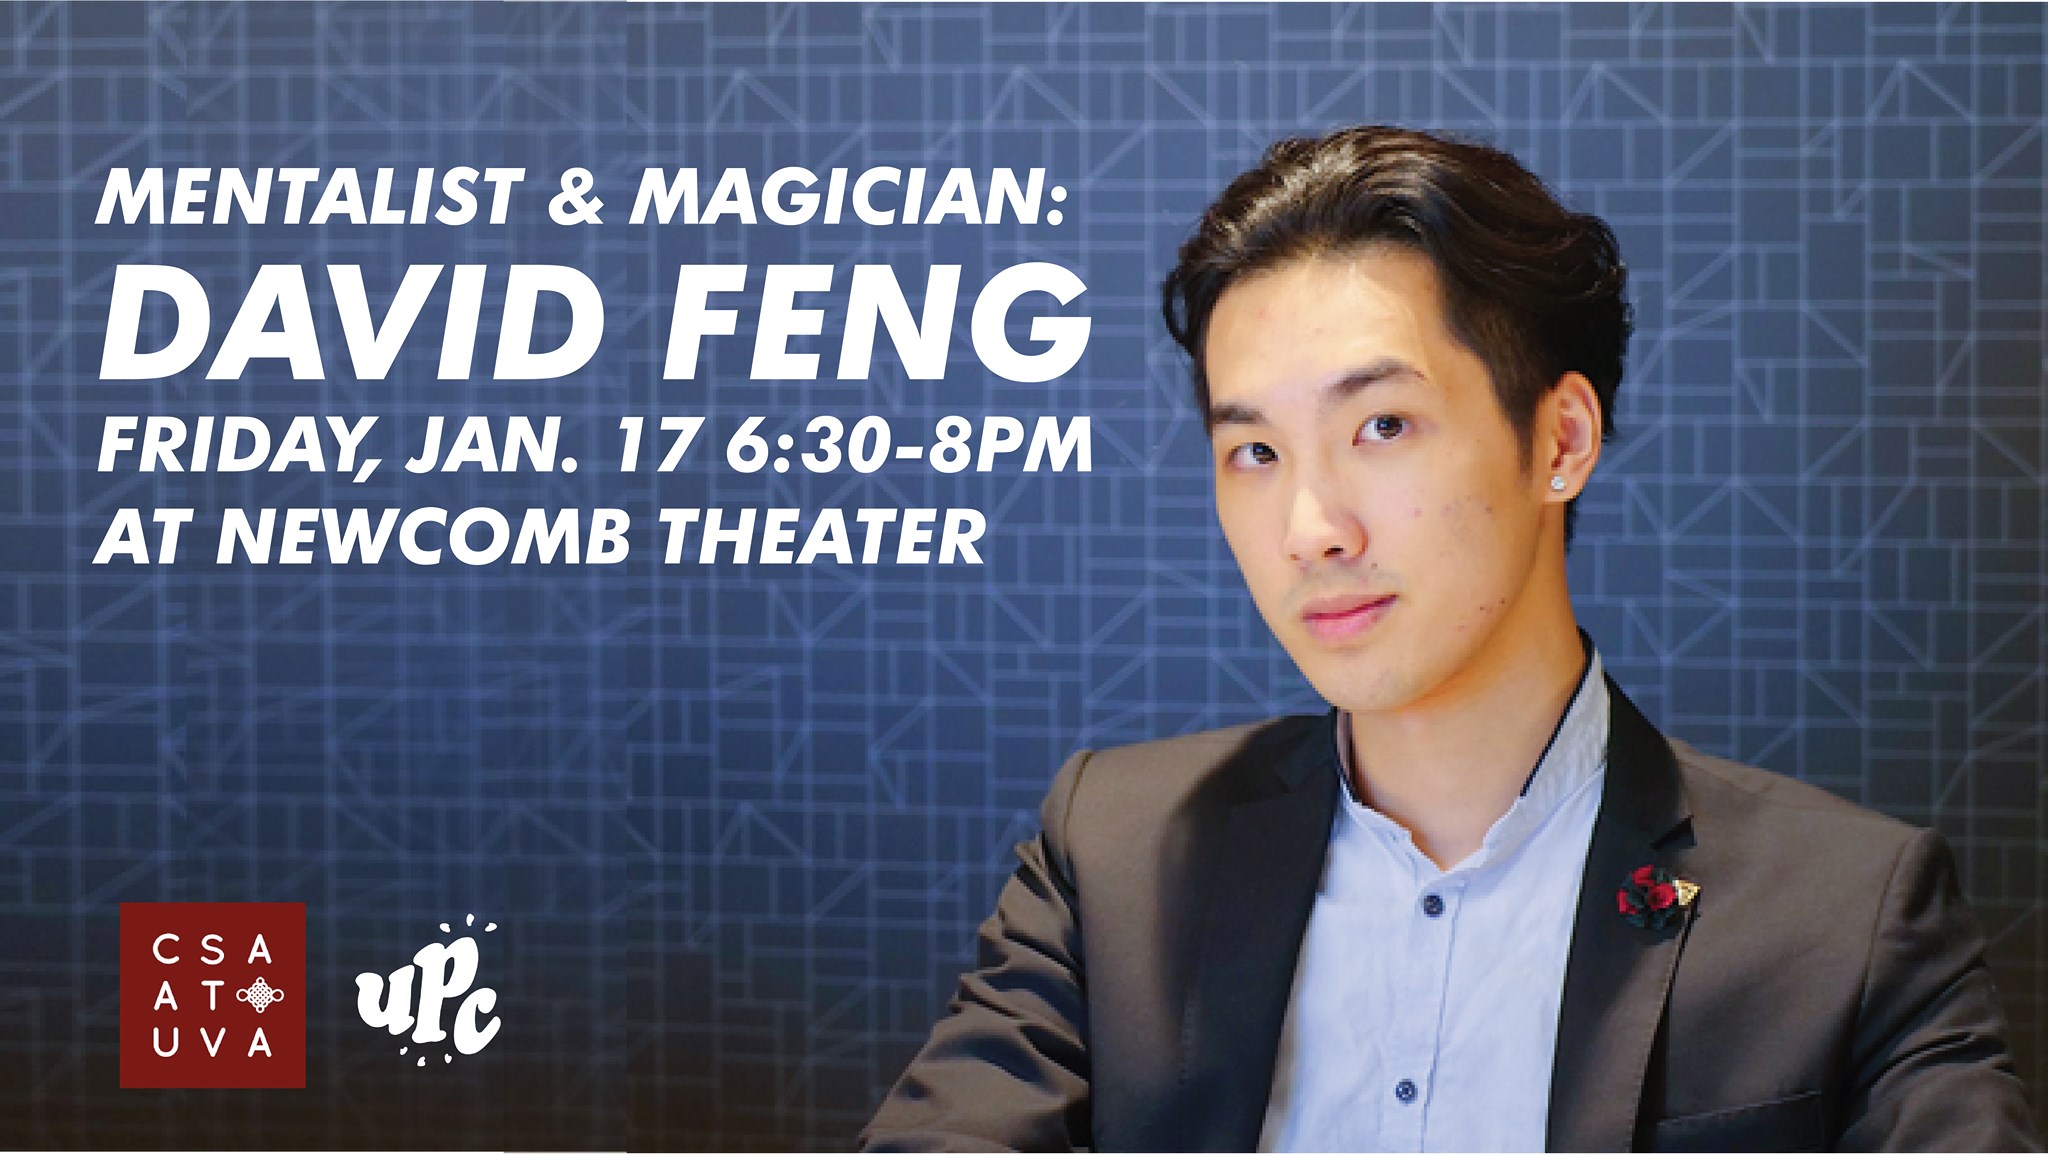 MENTALIST & MAGICIAN:
DAVID FENG
FRIDAY, JAN. 17 6:30-8PM
AT NEWCOMB THEATER
CSA
AT
UVA
uPc